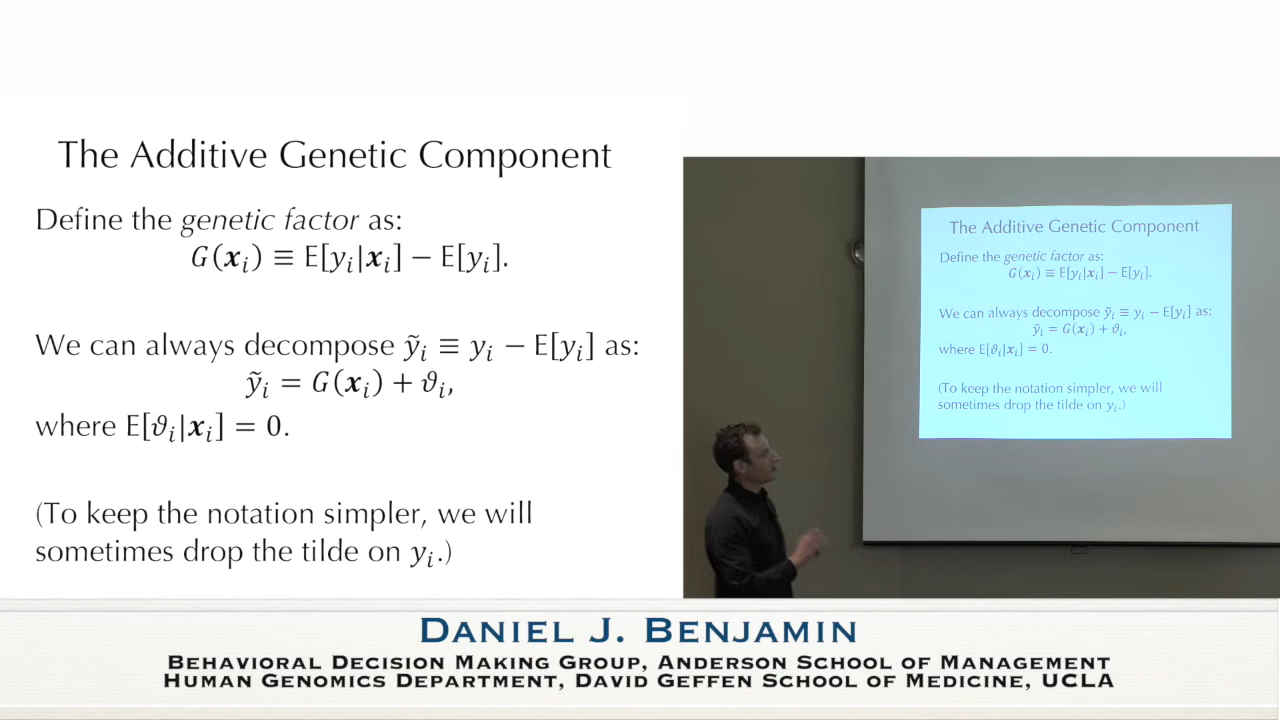 The Additive Genetic Component
Define the genetic factor as:
G(𝒙ᵢ) ≡ E[yᵢ|𝒙ᵢ] − E[yᵢ].
We can always decompose ỹᵢ ≡ yᵢ − E[yᵢ] as:
ỹᵢ = G(𝒙ᵢ) + ϑᵢ,
where E[ϑᵢ|𝒙ᵢ] = 0.
(To keep the notation simpler, we will
sometimes drop the tilde on yᵢ.)
The Additive Genetic Component
Define the genetic factor as:
G(𝒙ᵢ) ≡ E[yᵢ|𝒙ᵢ] − E[yᵢ].
We can always decompose ỹᵢ ≡ yᵢ − E[yᵢ] as:
ỹᵢ = G(𝒙ᵢ) + ϑᵢ,
where E[ϑᵢ|𝒙ᵢ] = 0.
(To keep the notation simpler, we will
sometimes drop the tilde on yᵢ.)
DANIEL J. BENJAMIN
BEHAVIORAL DECISION MAKING GROUP, ANDERSON SCHOOL OF MANAGEMENT
HUMAN GENOMICS DEPARTMENT, DAVID GEFFEN SCHOOL OF MEDICINE, UCLA